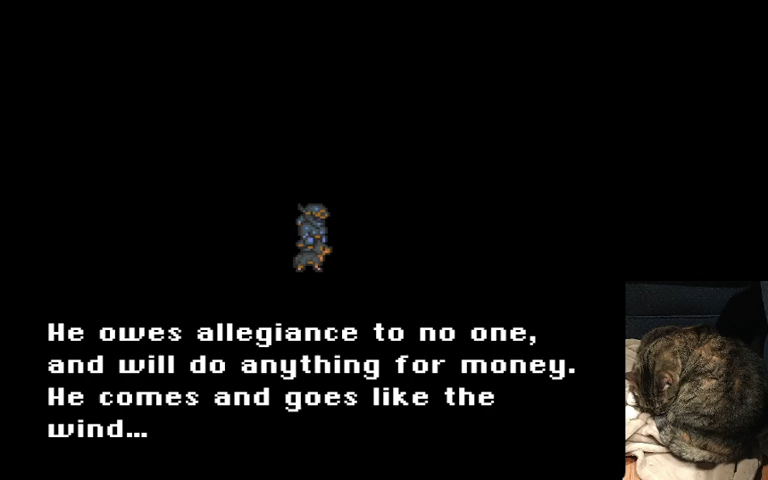 He owes allegiance to no one,
and will do anything for money.
He comes and goes like the
wind...